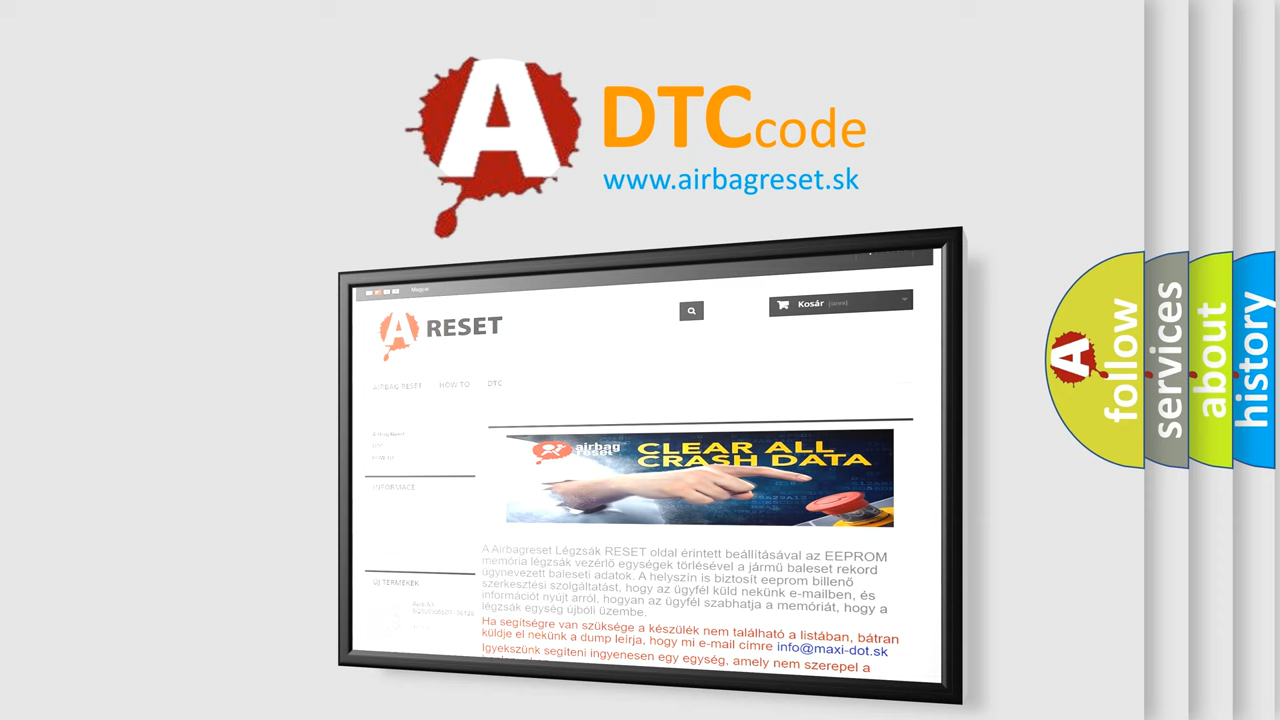 A
DTC code
www.airbagreset.sk
Magyar
A RESET
Kosár
AIRBAG RESET HOW TO DTC
INFORMACE
airbag
reset
CLEAR ALL
CRASH DATA
A Airbagreset Légzsák RESET oldal érintett beállításával az EEPROM
memória légzsák vezérlő egységek törlésével a jármű baleset rekord
úgynevezett baleseti adatok. A helyszín is biztosít eeprom billenő
szerkesztési szolgáltatást, hogy az ügyfél küld nekünk e-mailben, és
információt nyújt arról, hogyan az ügyfél szabhatja a memóriát, hogy a
légzsák egység újbóli üzembe.
Ha segítségre van szüksége a készülék nem található a listában, bátran
küldje el nekünk a dump leírja, hogy mi e-mail címre info@maxi-dot.sk
Igyekszünk segíteni ingyenesen egy egység, amely nem szerepel a
ÚJ TERMÉKEK
A
follow
services
about
history